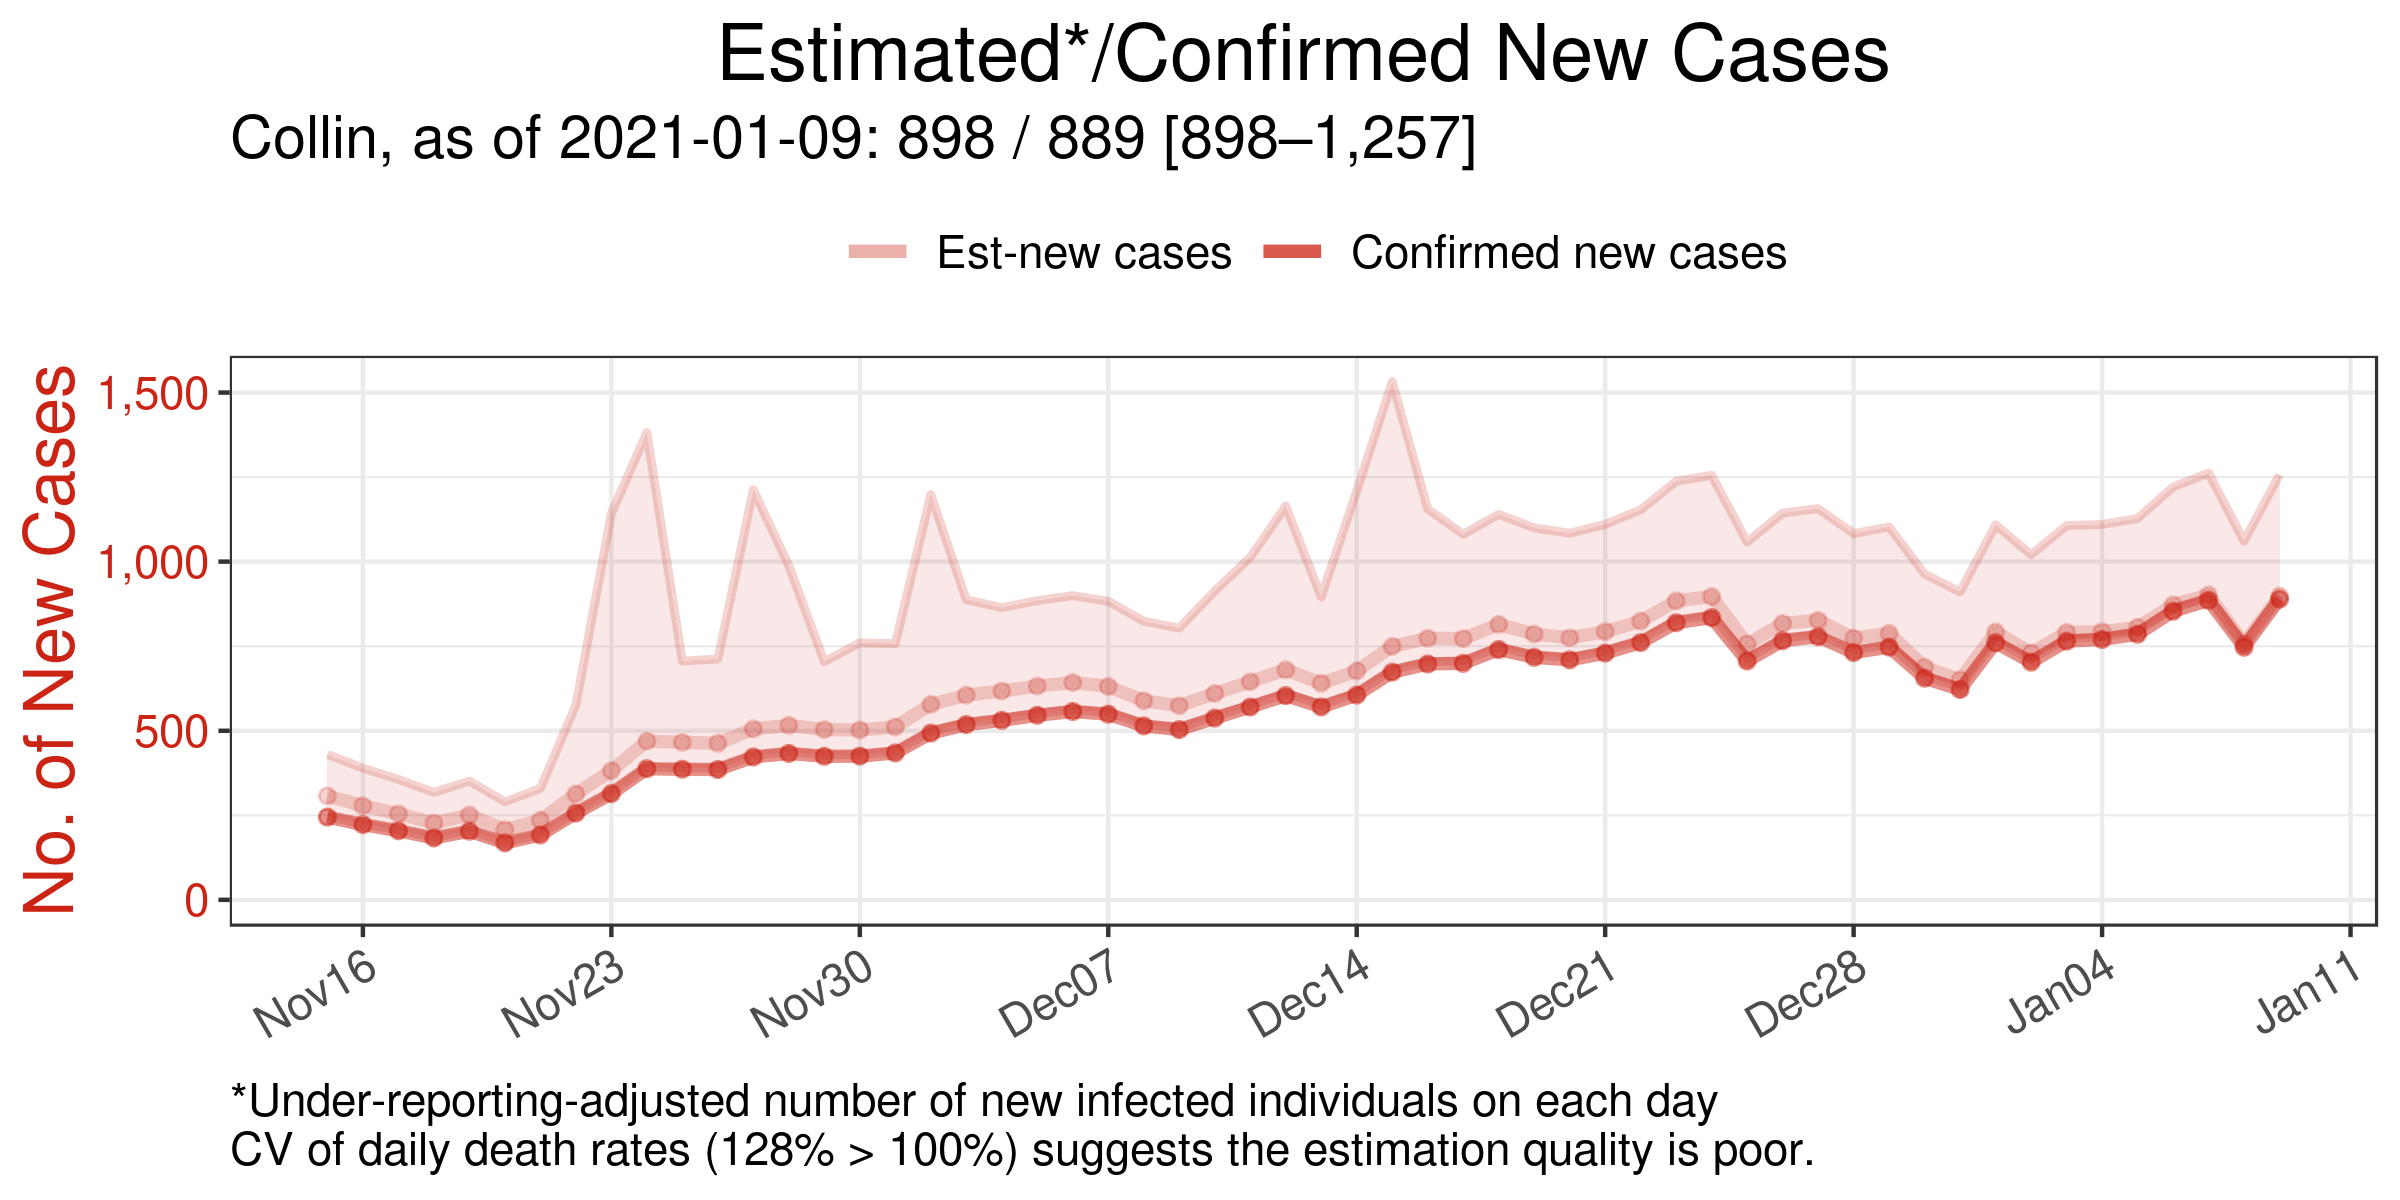 Estimated*/Confirmed New Cases
Collin, as of 2021-01-09: 898 / 889 [898–1,257]
Est-new cases
Confirmed new cases
No. of New Cases
1,500
1,000
500
0
Nov16
Nov23
Nov30
Dec07
Dec14
Dec21
Dec28
Jan04
Jan11
*Under-reporting-adjusted number of new infected individuals on each day
CV of daily death rates (128% > 100%) suggests the estimation quality is poor.